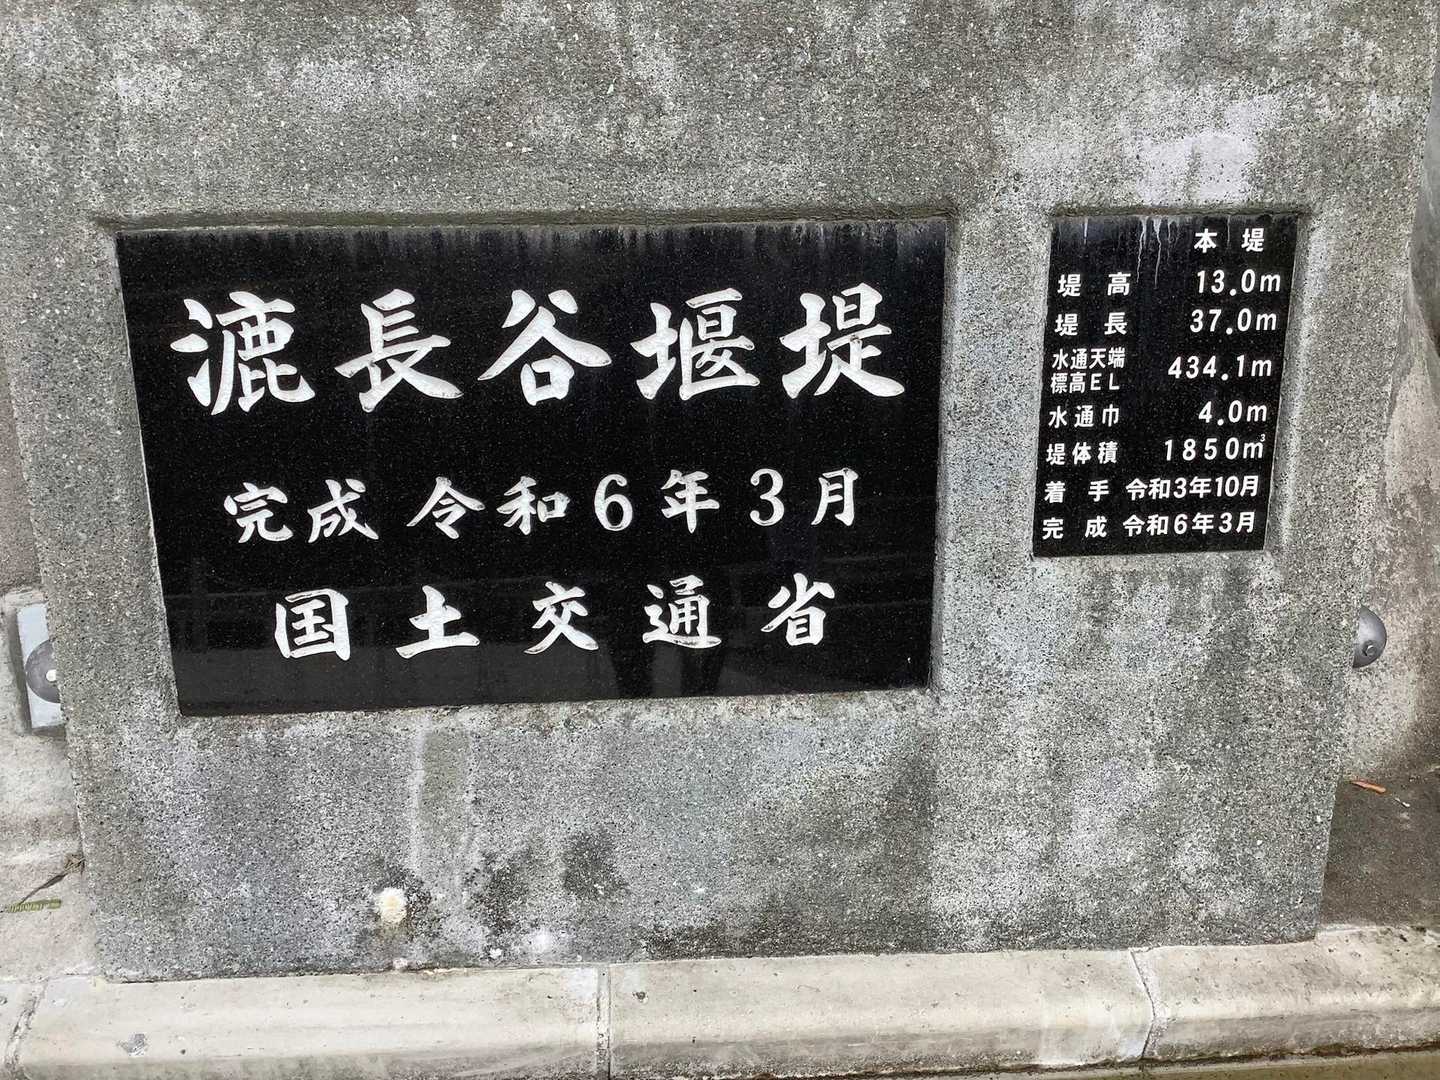 漉長谷堰堤
完成 令和6年3月
国土交通省
本堤
堤高 13.0m
堤長 37.0m
水通天端
標高EL 434.1m
水通巾 4.0m
堤体積 1850m³
着手 令和3年10月
完成 令和6年3月